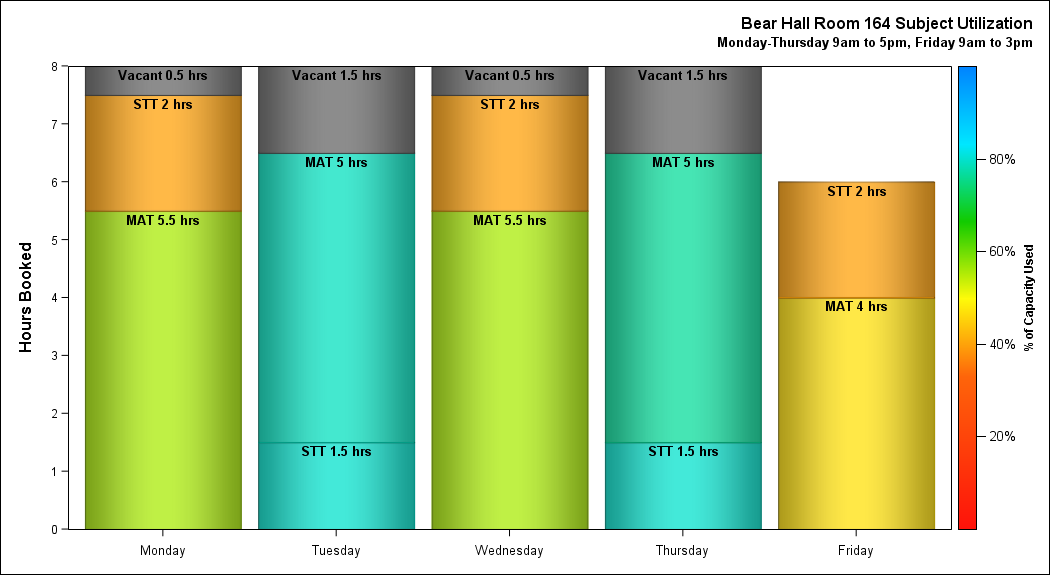 Bear Hall Room 164 Subject Utilization
Monday-Thursday 9am to 5pm, Friday 9am to 3pm
Hours Booked
8
7
6
5
4
3
2
1
0
Vacant 0.5 hrs
STT 2 hrs
MAT 5.5 hrs
Vacant 1.5 hrs
MAT 5 hrs
STT 1.5 hrs
Vacant 0.5 hrs
STT 2 hrs
MAT 5.5 hrs
Vacant 1.5 hrs
MAT 5 hrs
STT 1.5 hrs
STT 2 hrs
MAT 4 hrs
Monday
Tuesday
Wednesday
Thursday
Friday
80%
60%
40%
20%
% of Capacity Used